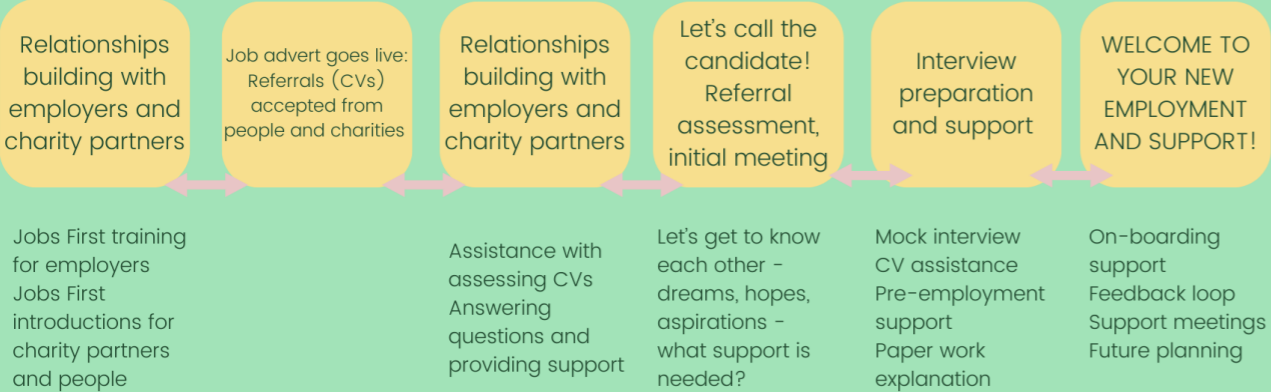 Relationships
building with
employers and
charity partners
Job advert goes live:
Referrals (CVs)
accepted from
people and charities
Relationships
building with
employers and
charity partners
Let's call the
candidate!
Referral
assessment,
initial meeting
Interview
preparation
and support
WELCOME TO
YOUR NEW
EMPLOYMENT
AND SUPPORT!
Jobs First training
for employers
Jobs First
introductions for
charity partners
and people
Assistance with
assessing CVs
Answering
questions and
providing support
Let's get to know
each other -
dreams, hopes,
aspirations -
what support is
needed?
Mock interview
CV assistance
Pre-employment
support
Paper work
explanation
On-boarding
support
Feedback loop
Support meetings
Future planning